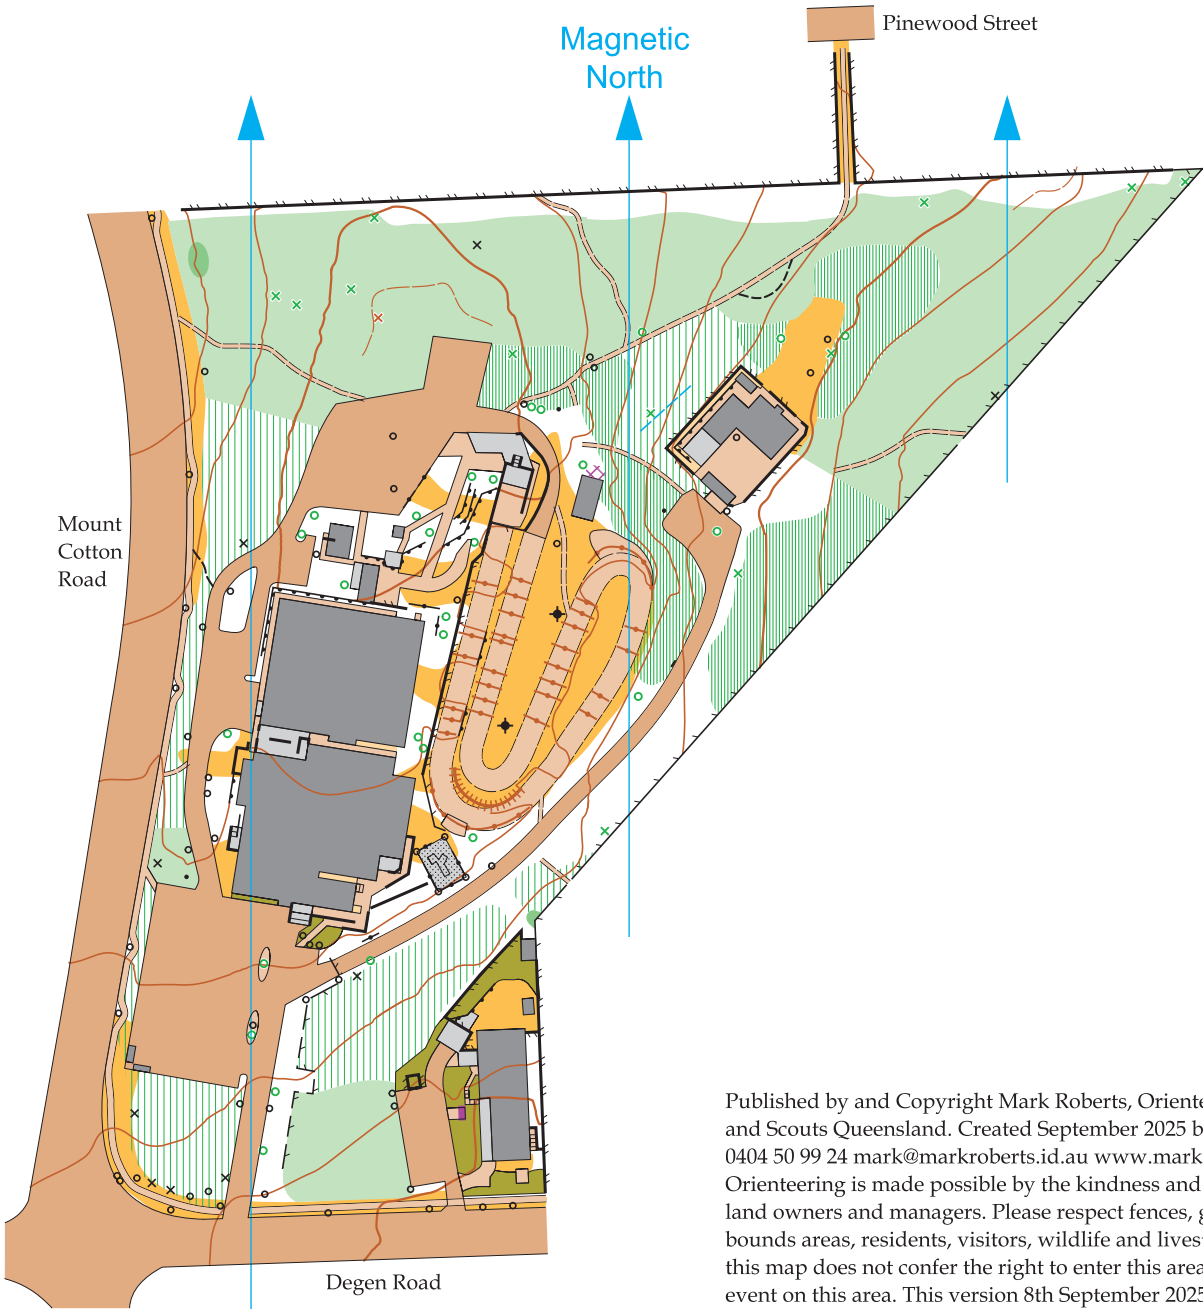 Pinewood Street
Magnetic
North
Mount
Cotton
Road
Published by and Copyright Mark Roberts, Oriente
and Scouts Queensland. Created September 2025 b
0404 50 99 24 mark@markroberts.id.au www.mark
Orienteering is made possible by the kindness and
land owners and managers. Please respect fences, g
bounds areas, residents, visitors, wildlife and lives
this map does not confer the right to enter this area
event on this area. This version 8th September 2025
Degen Road